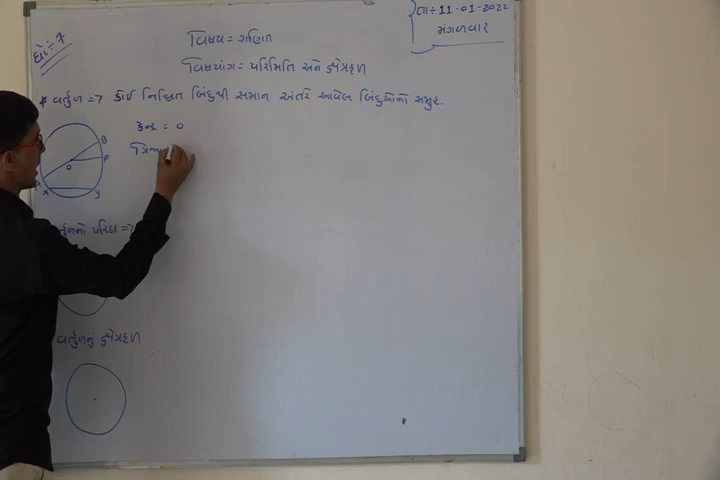 ધો÷ 7
તા÷ 11-01-2022
મંગળવાર
વિષય = ગણિત
વિષયાંગ = પરિમિતિ અને ક્ષેત્રફળ
* વર્તુળ => કોઈ નિશ્ચિત બિંદુથી સમાન અંતરે આવેલ બિંદુઓનો સમુહ.
કેન્દ્ર = O
ત્રિજ્યા
B
P
O
A
X
Y
વર્તુળનો પરિઘ =>
વર્તુળનું ક્ષેત્રફળ